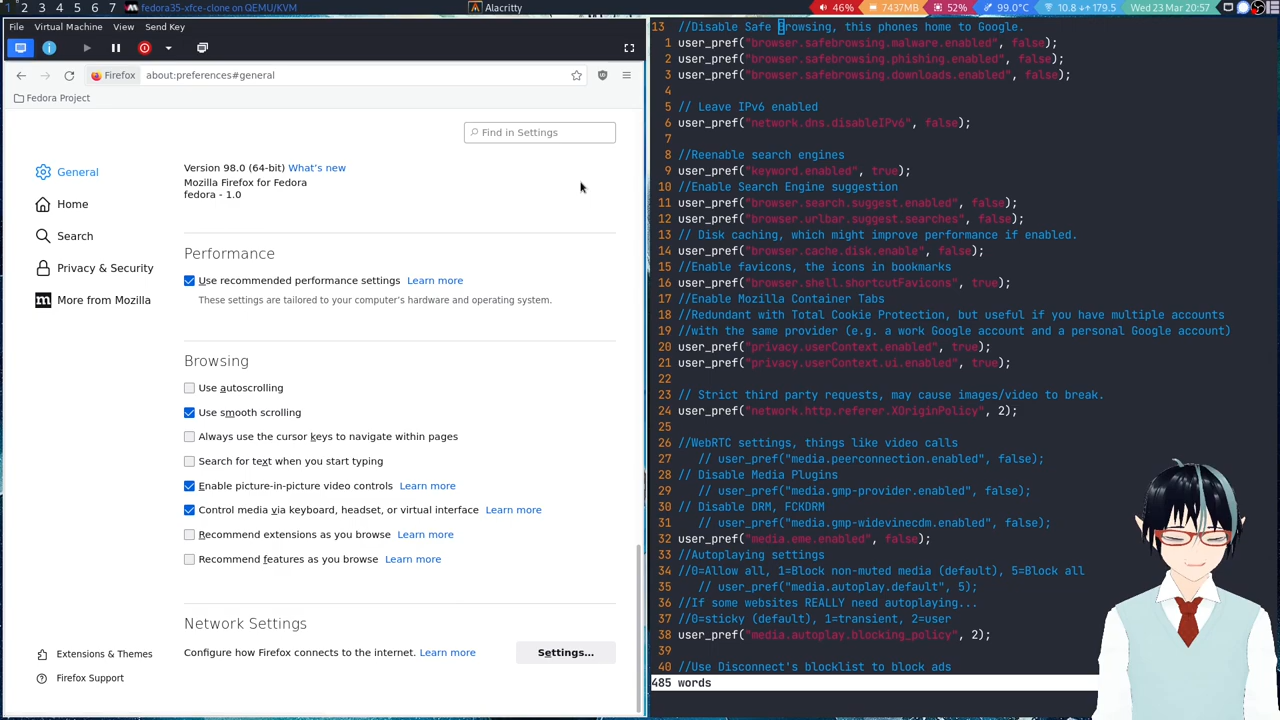 1 2 3 4 5 6 7 fedora35-xfce-clone on QEMU/KVM
Alacritty
46% 7437MB 52% 99.0°C 10.8 ↓↑ 179.5 Wed 23 Mar 20:57
File Virtual Machine View Send Key
Firefox about:preferences#general
Fedora Project
Find in Settings
General
Home
Search
Privacy & Security
More from Mozilla
Extensions & Themes
Firefox Support
Version 98.0 (64-bit) What's new
Mozilla Firefox for Fedora
fedora - 1.0
Performance
Use recommended performance settings Learn more
These settings are tailored to your computer's hardware and operating system.
Browsing
Use autoscrolling
Use smooth scrolling
Always use the cursor keys to navigate within pages
Search for text when you start typing
Enable picture-in-picture video controls Learn more
Control media via keyboard, headset, or virtual interface Learn more
Recommend extensions as you browse Learn more
Recommend features as you browse Learn more
Network Settings
Configure how Firefox connects to the internet. Learn more Settings...
13 //Disable Safe Browsing, this phones home to Google.
1 user_pref("browser.safebrowsing.malware.enabled", false);
2 user_pref("browser.safebrowsing.phishing.enabled", false);
3 user_pref("browser.safebrowsing.downloads.enabled", false);
4
5 // Leave IPv6 enabled
6 user_pref("network.dns.disableIPv6", false);
7
8 //Reenable search engines
9 user_pref("keyword.enabled", true);
10 //Enable Search Engine suggestion
11 user_pref("browser.search.suggest.enabled", false);
12 user_pref("browser.urlbar.suggest.searches", false);
13 // Disk caching, which might improve performance if enabled.
14 user_pref("browser.cache.disk.enable", false);
15 //Enable favicons, the icons in bookmarks
16 user_pref("browser.shell.shortcutFavicons", true);
17 //Enable Mozilla Container Tabs
18 //Redundant with Total Cookie Protection, but useful if you have multiple accounts
19 //with the same provider (e.g. a work Google account and a personal Google account)
20 user_pref("privacy.userContext.enabled", true);
21 user_pref("privacy.userContext.ui.enabled", true);
22
23 // Strict third party requests, may cause images/video to break.
24 user_pref("network.http.referer.XOriginPolicy", 2);
25
26 //WebRTC settings, things like video calls
27 // user_pref("media.peerconnection.enabled", false);
28 // Disable Media Plugins
29 // user_pref("media.gmp-provider.enabled", false);
30 // Disable DRM, FCKDRM
31 // user_pref("media.gmp-widevinecdm.enabled", false);
32 user_pref("media.eme.enabled", false);
33 //Autoplaying settings
34 //0=Allow all, 1=Block non-muted media (default), 5=Block all
35 // user_pref("media.autoplay.default", 5);
36 //If some websites REALLY need autoplaying...
37 //0=sticky (default), 1=transient, 2=user
38 user_pref("media.autoplay.blocking_policy", 2);
39
40 //Use Disconnect's blocklist to block ads
485 words